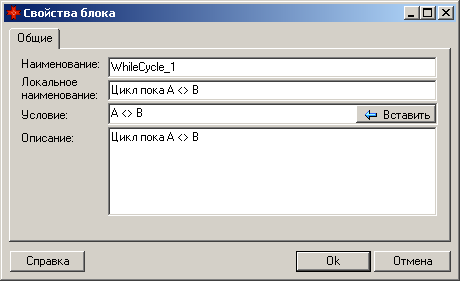 Свойства блока
Общие
Наименование:
WhileCycle_1
Локальное
наименование:
Цикл пока A <> B
Условие:
A <> B
Вставить
Описание:
Цикл пока A <> B
Справка
Ok
Отмена